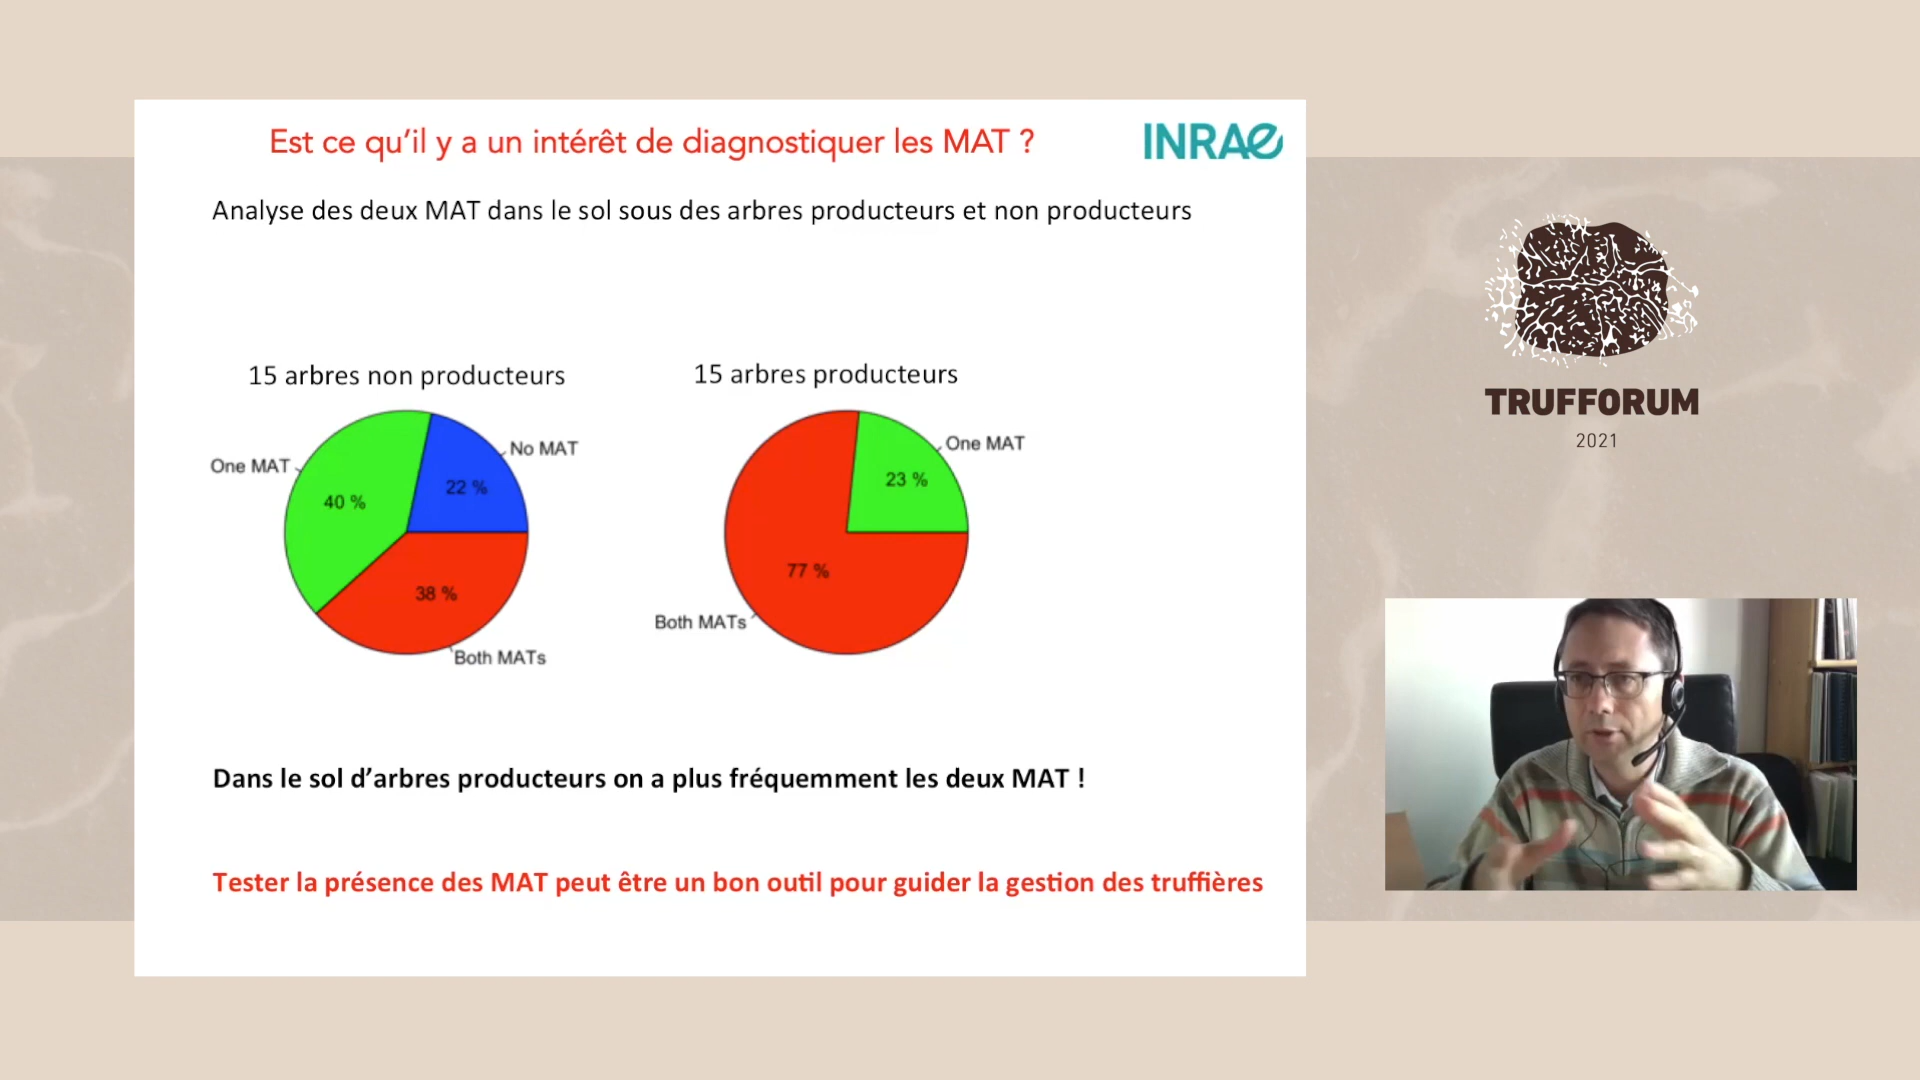 Est ce qu’il y a un intérêt de diagnostiquer les MAT ?
INRAE
Analyse des deux MAT dans le sol sous des arbres producteurs et non producteurs
15 arbres non producteurs
One MAT
40 %
No MAT
22 %
38 %
Both MATs
15 arbres producteurs
One MAT
23 %
77 %
Both MATs
Dans le sol d’arbres producteurs on a plus fréquemment les deux MAT !
Tester la présence des MAT peut être un bon outil pour guider la gestion des truffières
TRUFFORUM
2021